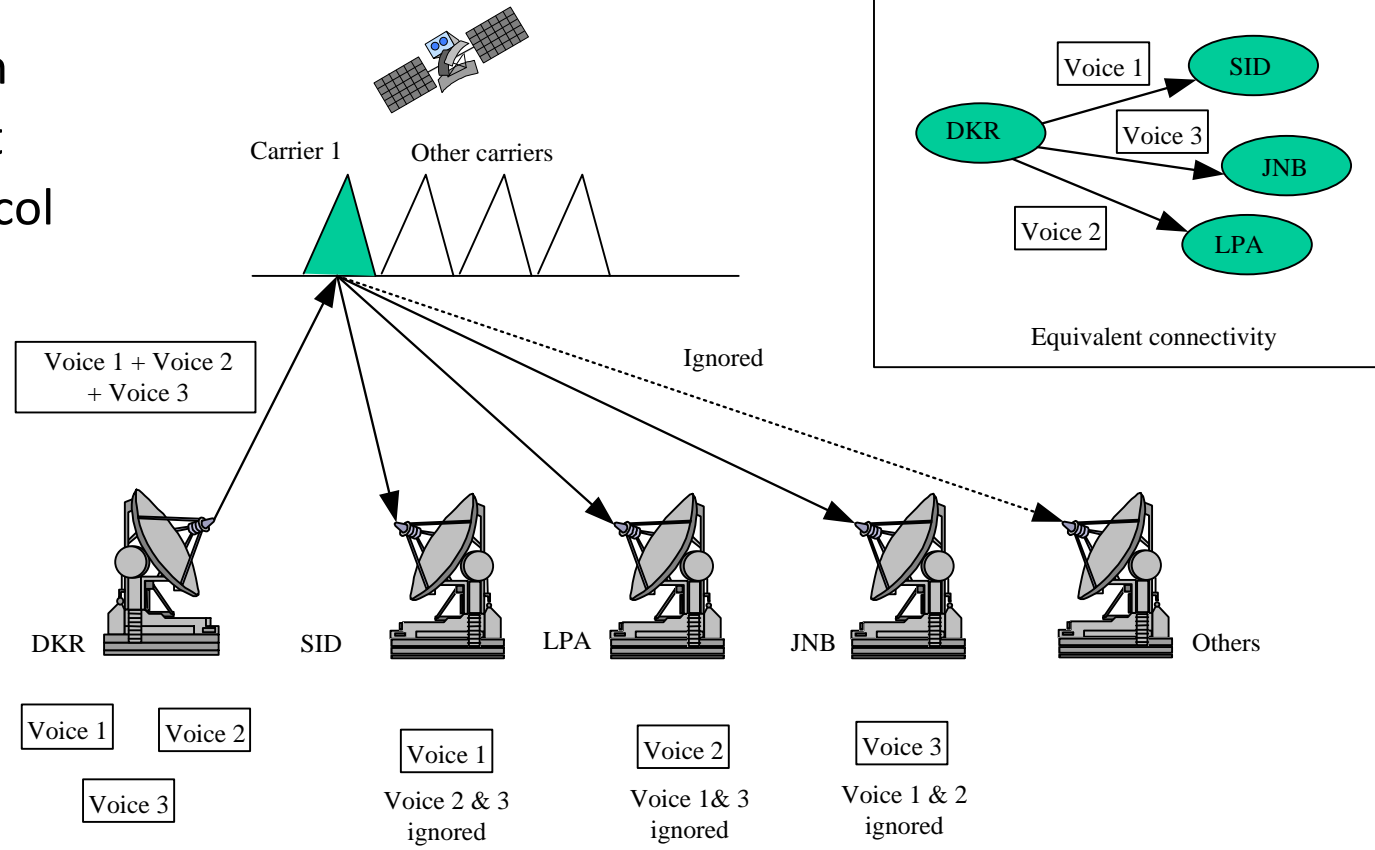 col
Carrier 1
Other carriers
Voice 1 + Voice 2
+ Voice 3
Ignored
Voice 1
SID
DKR
Voice 3
JNB
Voice 2
LPA
Equivalent connectivity
DKR
SID
LPA
JNB
Others
Voice 1
Voice 2
Voice 3
Voice 1
Voice 2 & 3
ignored
Voice 2
Voice 1& 3
ignored
Voice 3
Voice 1 & 2
ignored